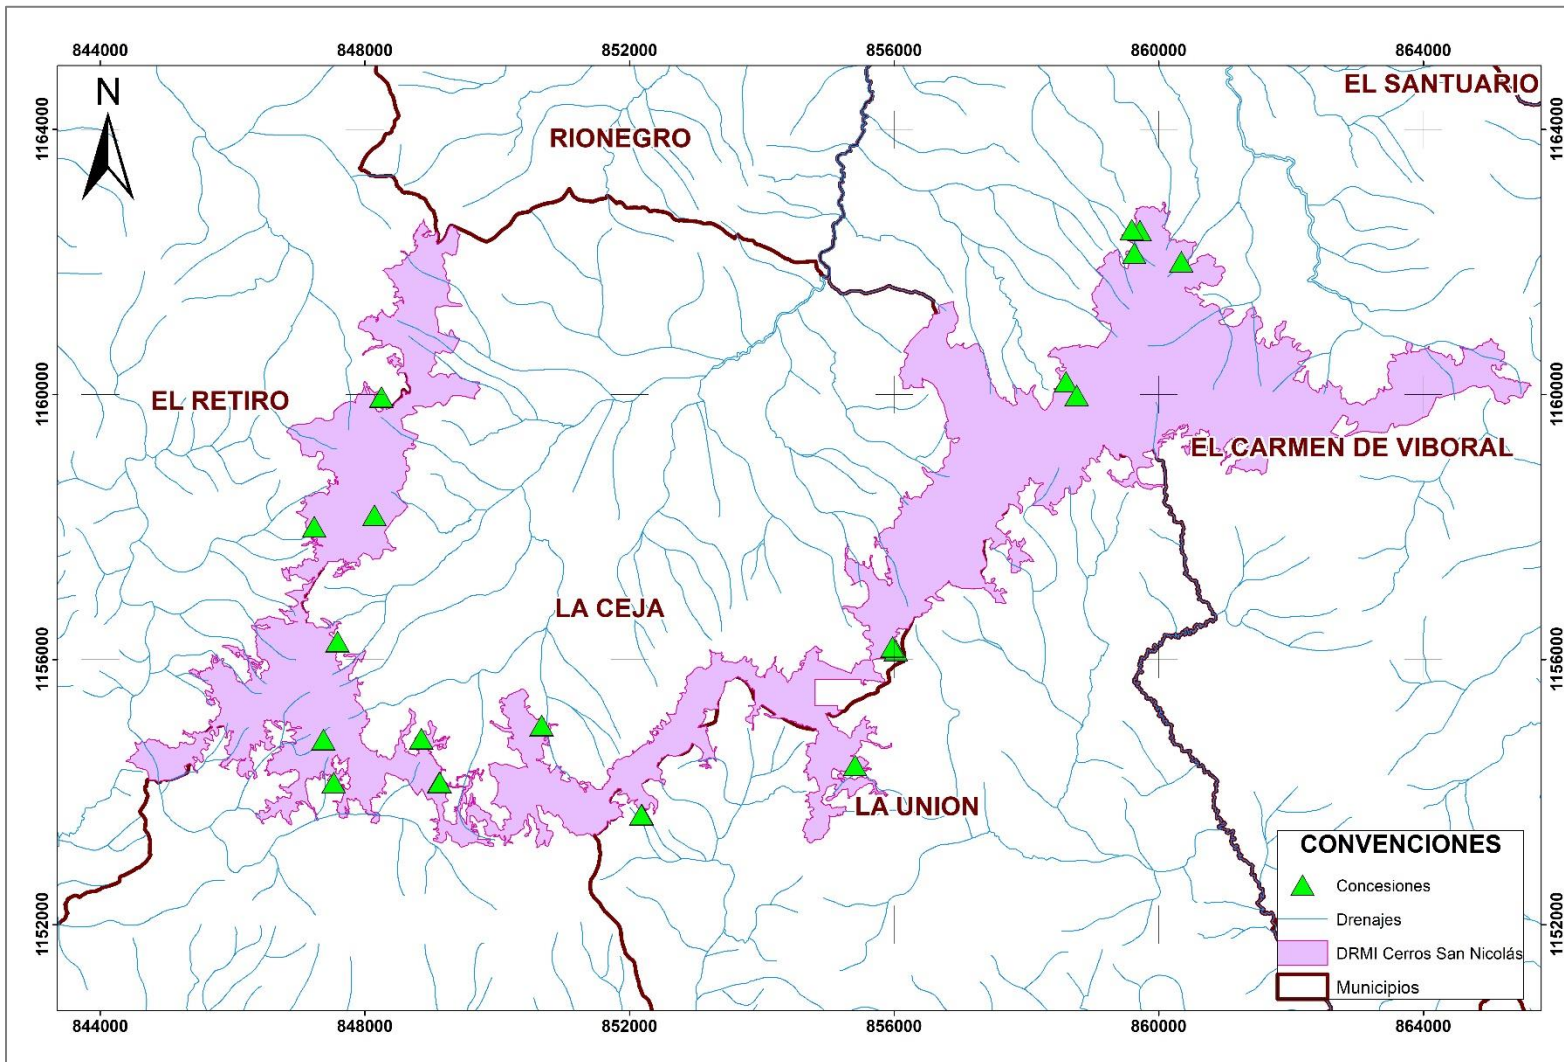 844000 848000 852000 856000 860000 864000
N
EL SANTUARIO
1164000 1164000
RIONEGRO
1160000 1160000
EL RETIRO
EL CARMEN DE VIBORAL
LA CEJA
1156000 1156000
LA UNION
CONVENCIONES
Concesiones
Drenajes
DRMI Cerros San Nicolás
Municipios
1152000 1152000
844000 848000 852000 856000 860000 864000